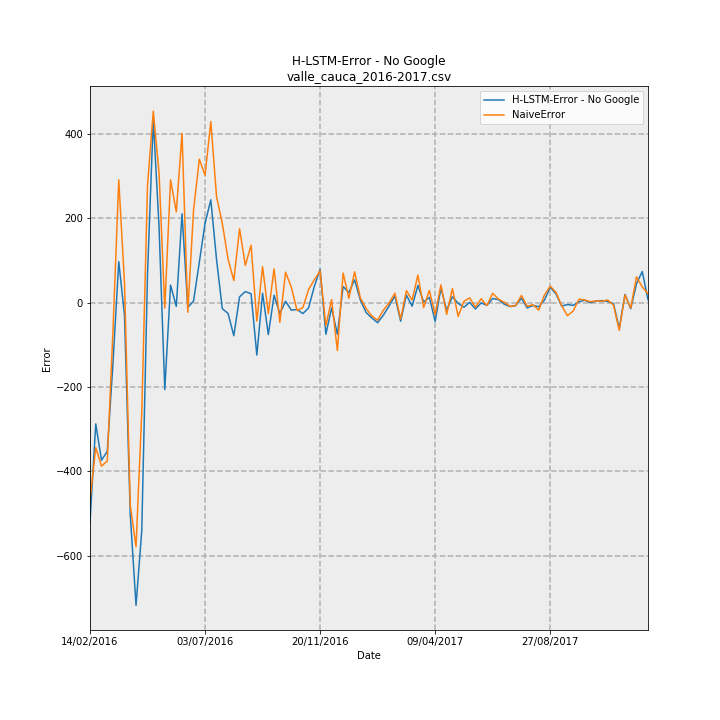 H-LSTM-Error - No Google
valle_cauca_2016-2017.csv
H-LSTM-Error - No Google
NaiveError
400
200
0
−200
−400
−600
Error
14/02/2016
03/07/2016
20/11/2016
09/04/2017
27/08/2017
Date